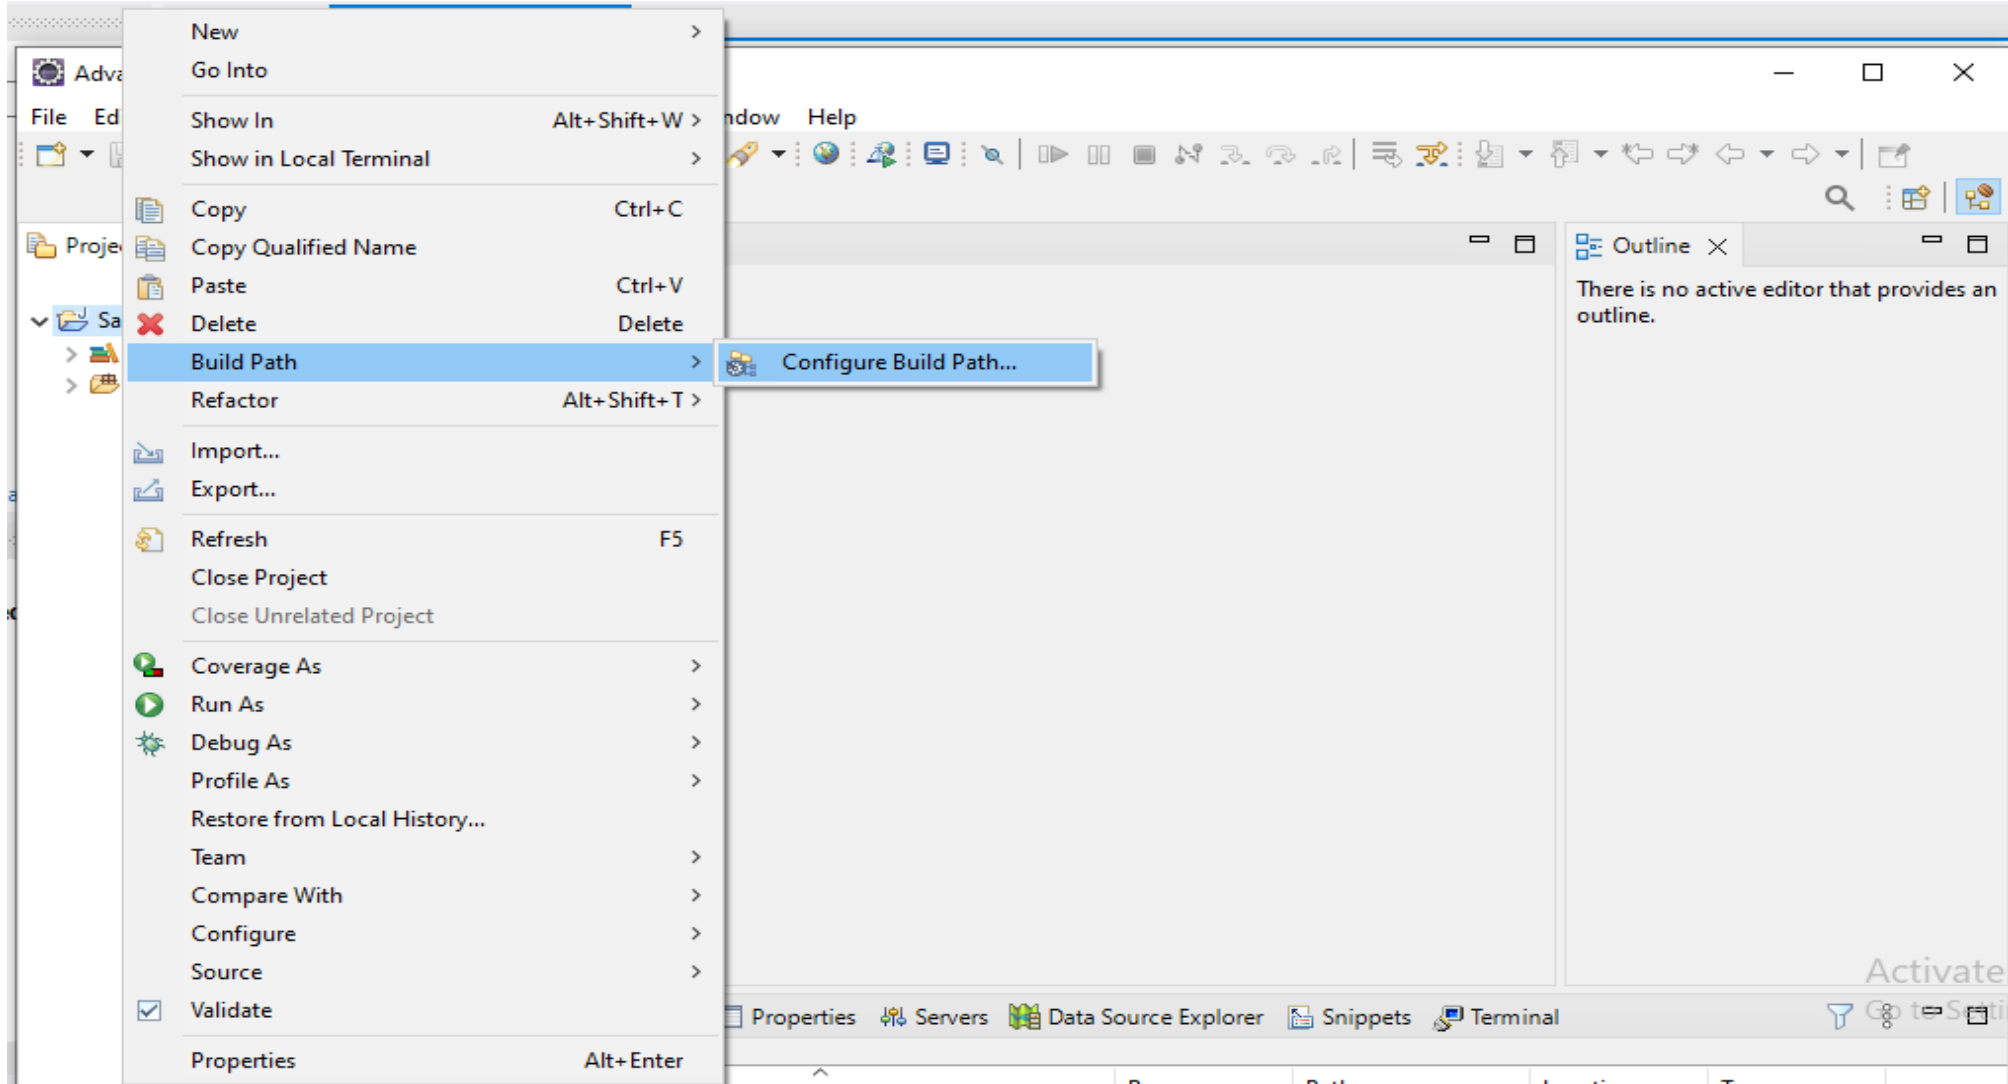 New
Go Into
Adva
File Ed
ndow Help
Show In Alt+Shift+W
Show in Local Terminal
Copy Ctrl+C
Copy Qualified Name
Paste Ctrl+V
Delete Delete
Build Path
Configure Build Path...
Refactor Alt+Shift+T
Import...
Export...
Refresh F5
Close Project
Close Unrelated Project
Coverage As
Run As
Debug As
Profile As
Restore from Local History...
Team
Compare With
Configure
Source
Validate
Properties Alt+Enter
Projec
Sa
Outline
There is no active editor that provides an
outline.
Properties Servers Data Source Explorer Snippets Terminal
Activate
Go to Setti